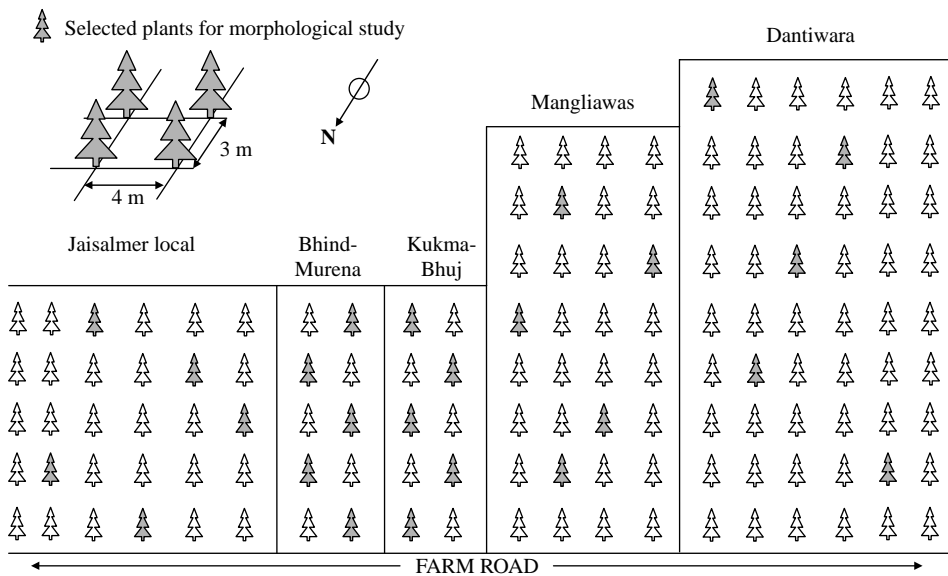 Selected plants for morphological study
Dantiwara
Mangliawas
N
3 m
4 m
Jaisalmer local
Bhind-
Murena
Kukma-
Bhuj
FARM ROAD